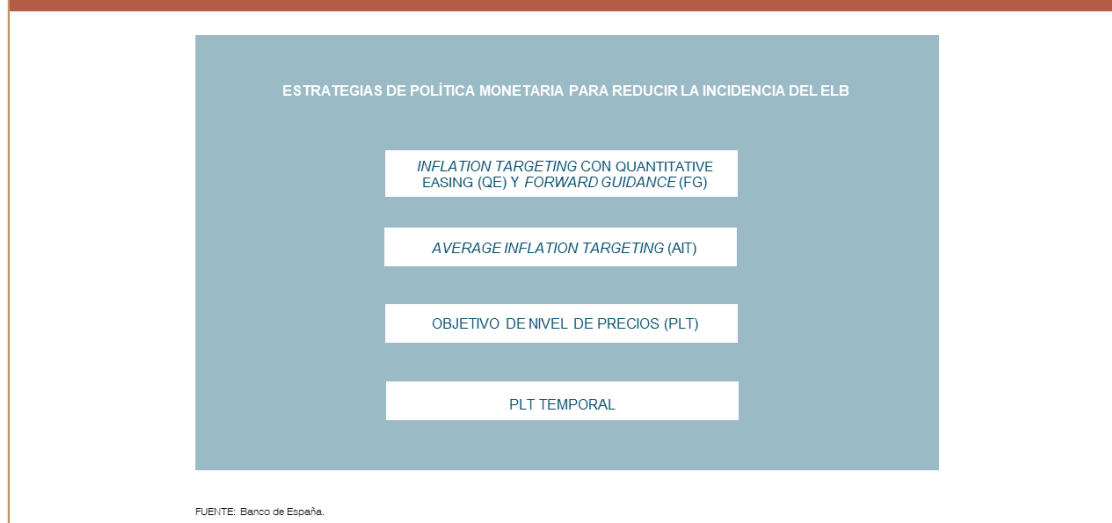 ESTRATEGIAS DE POLÍTICA MONETARIA PARA REDUCIR LA INCIDENCIA DEL ELB
INFLATION TARGETING CON QUANTITATIVE
EASING (QE) Y FORWARD GUIDANCE (FG)
AVERAGE INFLATION TARGETING (AIT)
OBJETIVO DE NIVEL DE PRECIOS (PLT)
PLT TEMPORAL
FUENTE: Banco de España.